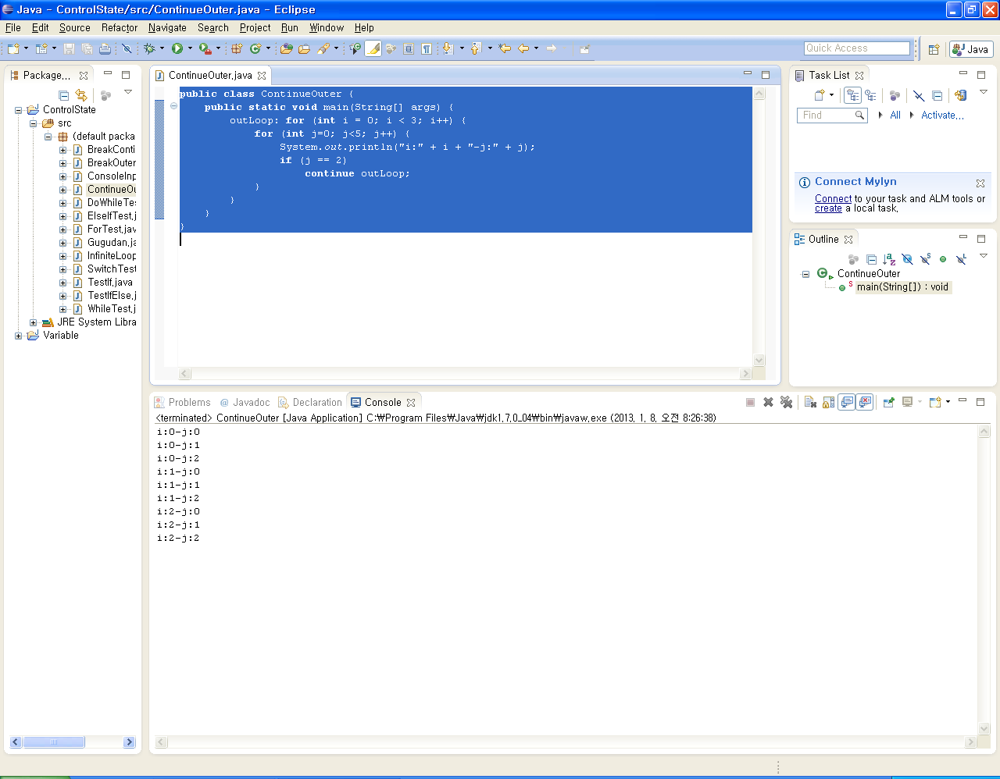 Java - ControlState/src/ContinueOuter.java - Eclipse
File Edit Source Refactor Navigate Search Project Run Window Help
Quick Access
Java
Package...
ControlState
src
(default packa
BreakConti
BreakOuter
ConsoleInp
ContinueOu
DoWhileTes
ElseIfTest.j
ForTest.jav
Gugudan.ja
InfiniteLoop
SwitchTest
TestIf.java
TestIfElse.j
WhileTest.j
JRE System Libra
Variable
ContinueOuter.java
public class ContinueOuter {
public static void main(String[] args) {
outLoop: for (int i = 0; i < 3; i++) {
for (int j=0; j<5; j++) {
System.out.println("i:" + i + "-j:" + j);
if (j == 2)
continue outLoop;
}
}
}
}
Task List
Find All Activate...
Connect Mylyn
Connect to your task and ALM tools or
create a local task.
Outline
ContinueOuter
S main(String[]) : void
Problems @ Javadoc Declaration Console
<terminated> ContinueOuter [Java Application] C:₩Program Files₩Java₩jdk1.7.0_04₩bin₩javaw.exe (2013. 1. 8. 오전 8:26:38)
i:0-j:0
i:0-j:1
i:0-j:2
i:1-j:0
i:1-j:1
i:1-j:2
i:2-j:0
i:2-j:1
i:2-j:2